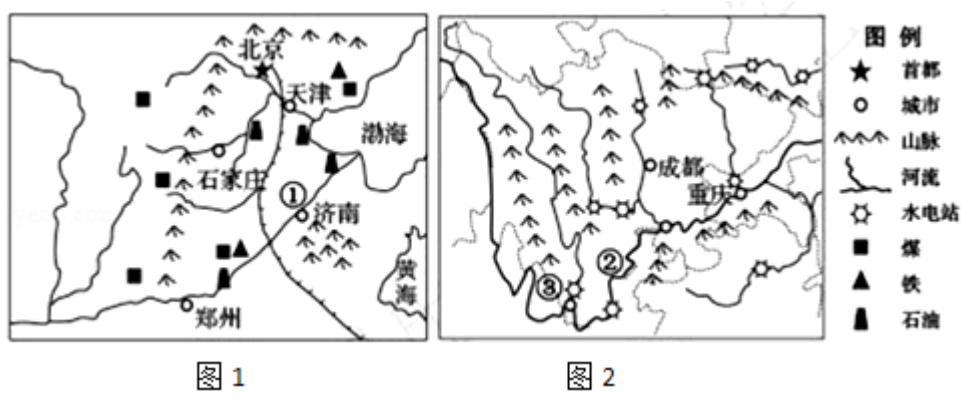 北京
天津
渤海
石家庄
①
济南
黄海
郑州
图 1
成都
重庆
②
③
图 2
图 例
首都
城市
山脉
河流
水电站
煤
铁
石油